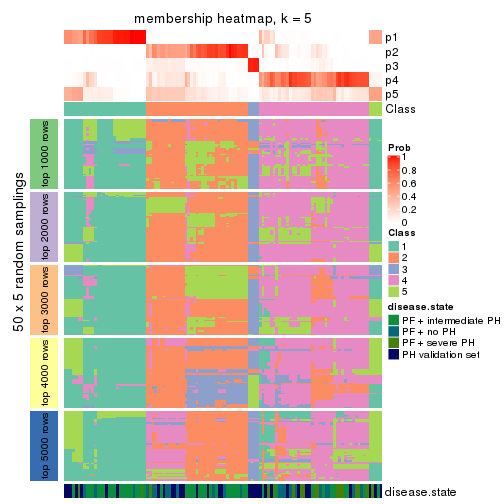 membership heatmap, k = 5
p1
p2
p3
p4
p5
Class
50 x 5 random samplings
top 1000 rows
top 2000 rows
top 3000 rows
top 4000 rows
top 5000 rows
disease.state
Prob
1
0.8
0.6
0.4
0.2
0
Class
1
2
3
4
5
disease.state
PF+ intermediate PH
PF+ no PH
PF+ severe PH
PH validation set